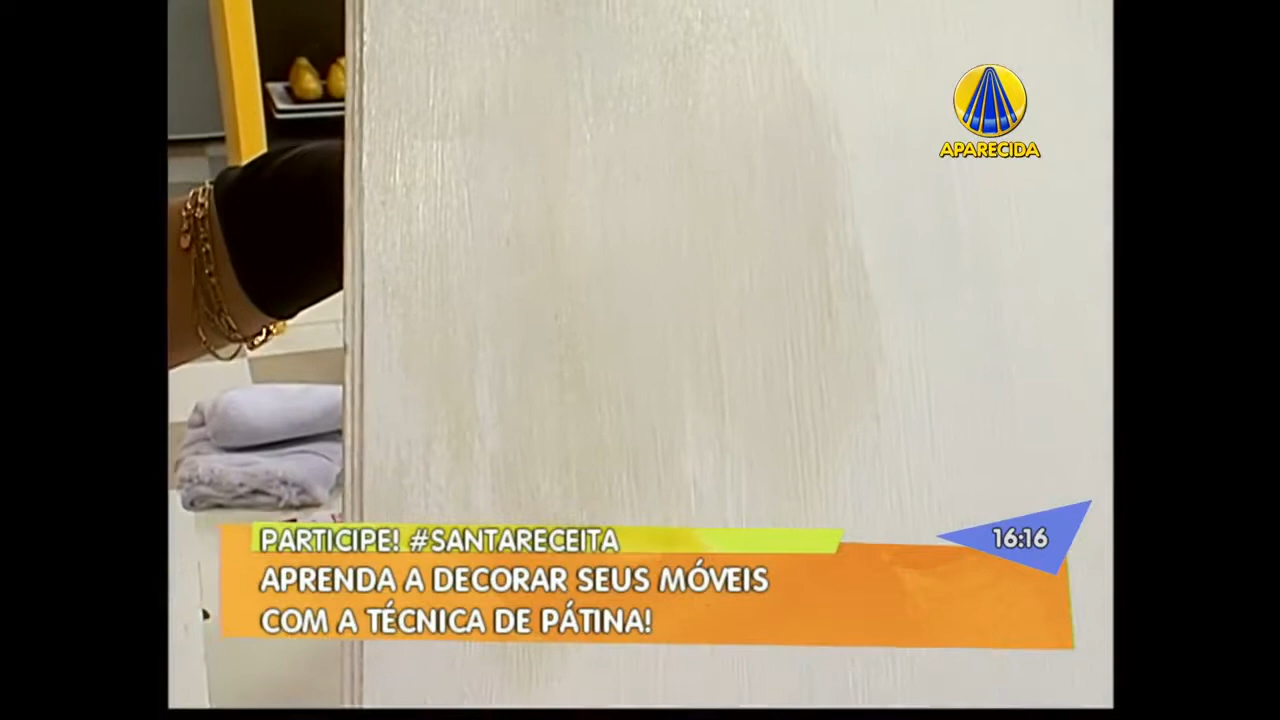 APARECIDA
PARTICIPE! #SANTARECEITA
16:16
APRENDA A DECORAR SEUS MÓVEIS
COM A TÉCNICA DE PÁTINA!